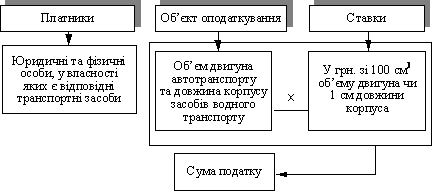 Платники
Об’єкт оподаткування
Ставки
Юридичні та фізичні
особи, у власності
яких є відповідні
транспортні засоби
Об’єм двигуна
автотранспорту
та довжина корпусу
засобів водного
транспорту
х
У грн. зі 100 см³
об’єму двигуна чи
1 см довжини
корпуса
Сума податку